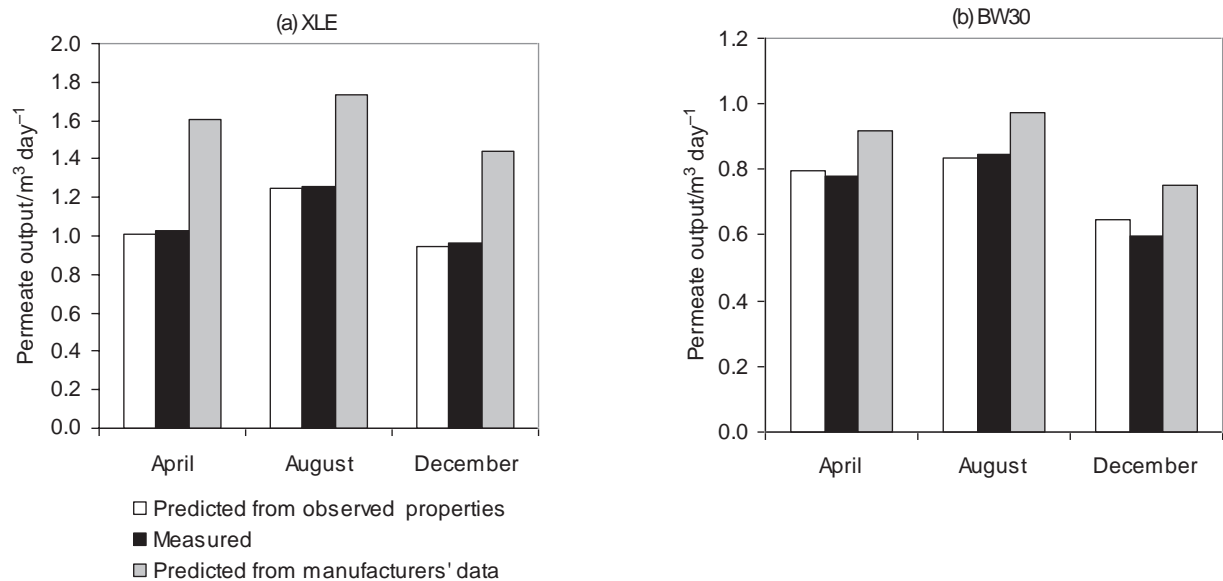 (a) XLE
Permeate output/m³ day⁻¹
2.0
1.8
1.6
1.4
1.2
1.0
0.8
0.6
0.4
0.2
0.0
April August December
Predicted from observed properties
Measured
Predicted from manufacturers' data
(b) BW30
Permeate output/m³ day⁻¹
1.2
1.0
0.8
0.6
0.4
0.2
0.0
April August December